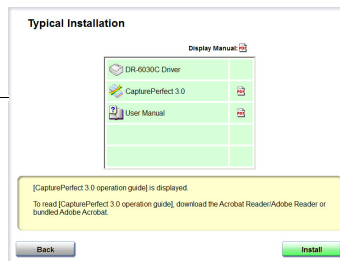 Typical Installation
Display Manual:
DR-6030C Driver
CapturePerfect 3.0
User Manual
[CapturePerfect 3.0 operation guide] is displayed.
To read [CapturePerfect 3.0 operation guide], download the Acrobat Reader/Adobe Reader or
bundled Adobe Acrobat.
Back
Install